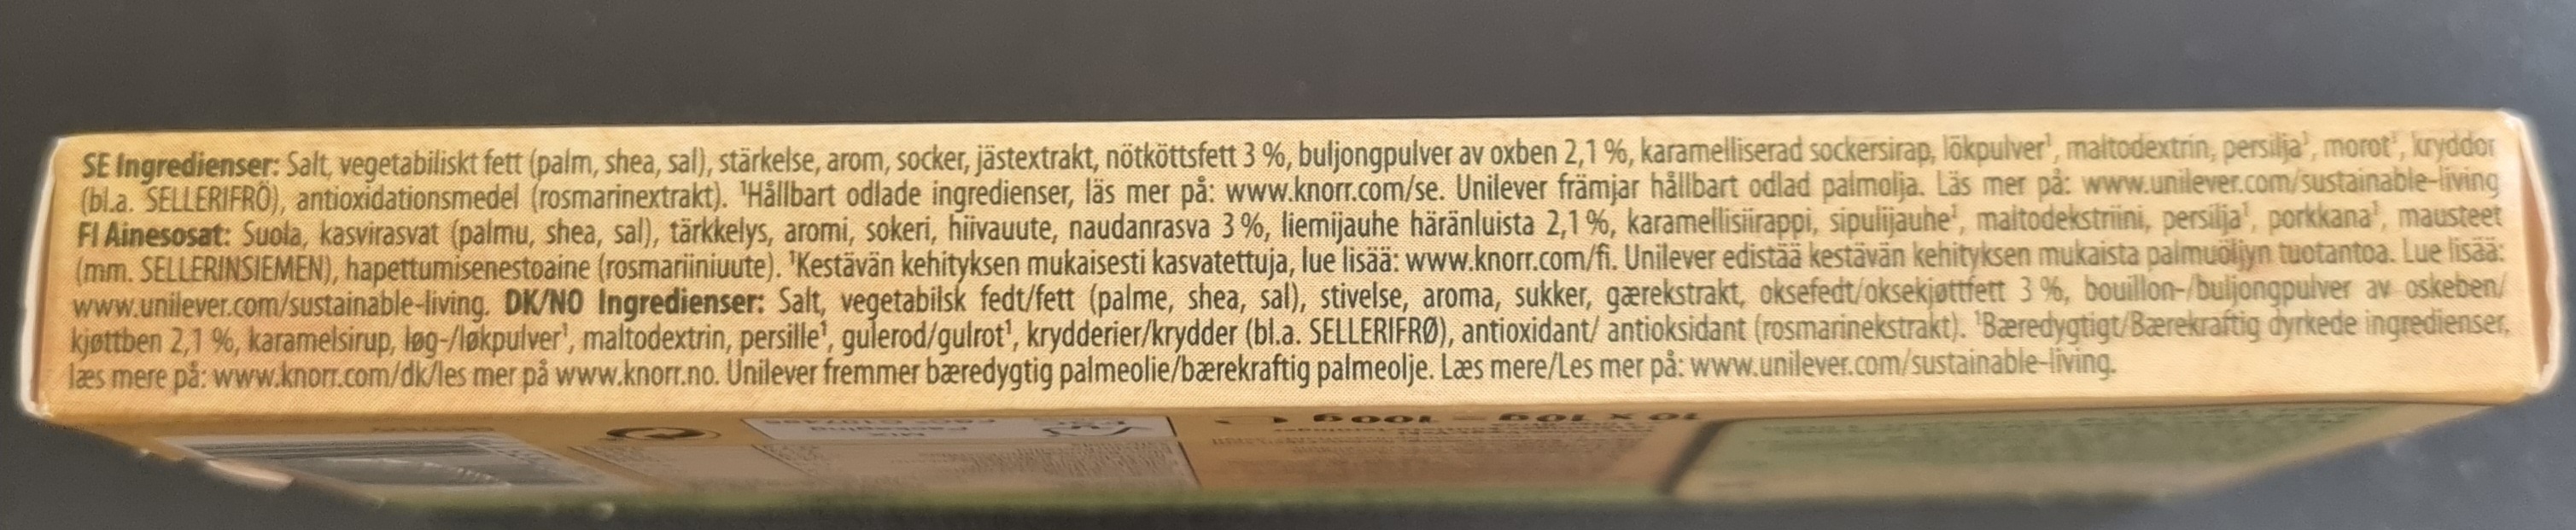 SE Ingredienser: Salt, vegetabiliskt fett (palm, shea, sal), stärkelse, arom, socker, jästextrakt, nötköttsfett 3 %, buljongpulver av oxben 2,1 %, karamelliserad sockersirap, lökpulver¹, maltodextrin, persilja¹, morot¹, kryddor
(bl.a. SELLERIFRÖ), antioxidationsmedel (rosmarinextrakt). ¹Hållbart odlade ingredienser, läs mer på: www.knorr.com/se. Unilever främjar hållbart odlad palmolja. Läs mer på: www.unilever.com/sustainable-living
FI Ainesosat: Suola, kasvirasvat (palmu, shea, sal), tärkkelys, aromi, sokeri, hiivauute, naudanrasva 3 %, liemijauhe häränluista 2,1 %, karamellisiirappi, sipulijauhe¹, maltodekstriini, persilja¹, porkkana¹, mausteet
(mm. SELLERINSIEMEN), hapettumisenestoaine (rosmariiniuute). ¹Kestävän kehityksen mukaisesti kasvatettuja, lue lisää: www.knorr.com/fi. Unilever edistää kestävän kehityksen mukaista palmuöljyn tuotantoa. Lue lisää:
www.unilever.com/sustainable-living. DK/NO Ingredienser: Salt, vegetabilsk fedt/fett (palme, shea, sal), stivelse, aroma, sukker, gærekstrakt, oksefedt/oksekjøttfett 3 %, bouillon-/buljongpulver av oskeben/
kjøttben 2,1 %, karamelsirup, løg-/løkpulver¹, maltodextrin, persille¹, gulerod/gulrot¹, krydderier/krydder (bl.a. SELLERIFRØ), antioxidant/ antioksidant (rosmarinekstrakt). ¹Bæredygtigt/Bærekraftig dyrkede ingredienser,
læs mere på: www.knorr.com/dk/les mer på www.knorr.no. Unilever fremmer bæredygtig palmeolie/bærekraftig palmeolje. Læs mere/Les mer på: www.unilever.com/sustainable-living.
10 x 10g = 100g